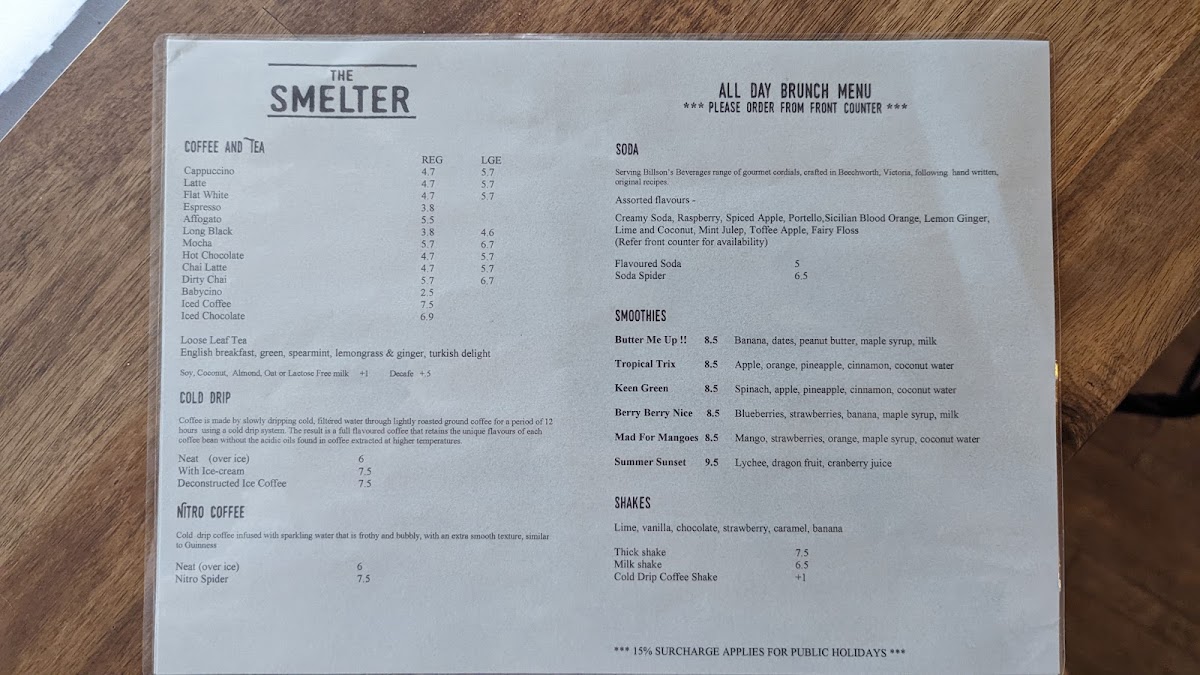 THE
SMELTER
COFFEE AND TEA
REG LGE
Cappuccino 4.7 5.7
Latte 4.7 5.7
Flat White 4.7 5.7
Espresso 3.8
Affogato 5.5
Long Black 3.8 4.6
Mocha 5.7 6.7
Hot Chocolate 4.7 5.7
Chai Latte 4.7 5.7
Dirty Chai 5.7 6.7
Babycino 2.5
Iced Coffee 7.5
Iced Chocolate 6.9
Loose Leaf Tea
English breakfast, green, spearmint, lemongrass & ginger, turkish delight
Soy, Coconut, Almond, Oat or Lactose Free milk +1 Decafe +.5
COLD DRIP
Coffee is made by slowly dripping cold, filtered water through lightly roasted ground coffee for a period of 12
hours using a cold drip system. The result is a full flavoured coffee that retains the unique flavours of each
coffee bean without the acidic oils found in coffee extracted at higher temperatures.
Neat (over ice) 6
With Ice-cream 7.5
Deconstructed Ice Coffee 7.5
NITRO COFFEE
Cold drip coffee infused with sparkling water that is frothy and bubbly, with an extra smooth texture, similar
to Guinness
Neat (over ice) 6
Nitro Spider 7.5
ALL DAY BRUNCH MENU
*** PLEASE ORDER FROM FRONT COUNTER ***
SODA
Serving Billson's Beverages range of gourmet cordials, crafted in Beechworth, Victoria, following hand written,
original recipes.
Assorted flavours -
Creamy Soda, Raspberry, Spiced Apple, Portello,Sicilian Blood Orange, Lemon Ginger,
Lime and Coconut, Mint Julep, Toffee Apple, Fairy Floss
(Refer front counter for availability)
Flavoured Soda 5
Soda Spider 6.5
SMOOTHIES
Butter Me Up !! 8.5 Banana, dates, peanut butter, maple syrup, milk
Tropical Trix 8.5 Apple, orange, pineapple, cinnamon, coconut water
Keen Green 8.5 Spinach, apple, pineapple, cinnamon, coconut water
Berry Berry Nice 8.5 Blueberries, strawberries, banana, maple syrup, milk
Mad For Mangoes 8.5 Mango, strawberries, orange, maple syrup, coconut water
Summer Sunset 9.5 Lychee, dragon fruit, cranberry juice
SHAKES
Lime, vanilla, chocolate, strawberry, caramel, banana
Thick shake 7.5
Milk shake 6.5
Cold Drip Coffee Shake +1
*** 15% SURCHARGE APPLIES FOR PUBLIC HOLIDAYS ***